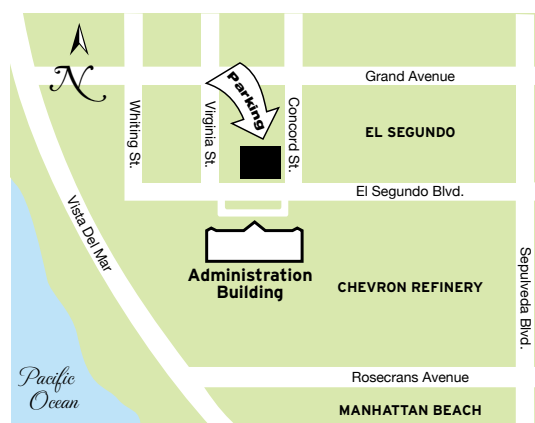 N
Grand Avenue
Parking
Whiting St.
Virginia St.
Concord St.
EL SEGUNDO
El Segundo Blvd.
Vista Del Mar
Administration
Building
CHEVRON REFINERY
Sepulveda Blvd.
Pacific
Ocean
Rosecrans Avenue
MANHATTAN BEACH